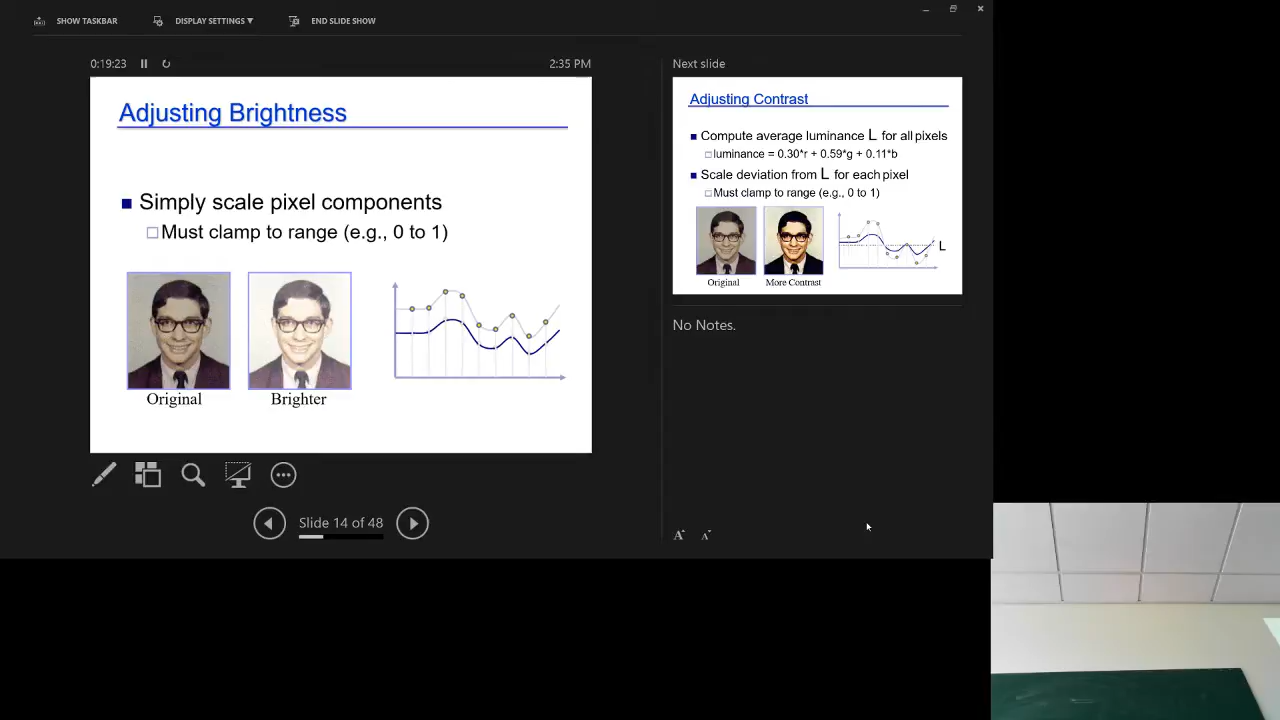 SHOW TASKBAR
DISPLAY SETTINGS ▼
END SLIDE SHOW
0:19:23
2:35 PM
Adjusting Brightness
Simply scale pixel components
Must clamp to range (e.g., 0 to 1)
Original
Brighter
Slide 14 of 48
Next slide
Adjusting Contrast
Compute average luminance L for all pixels
luminance = 0.30*r + 0.59*g + 0.11*b
Scale deviation from L for each pixel
Must clamp to range (e.g., 0 to 1)
L
Original
More Contrast
No Notes.
A A